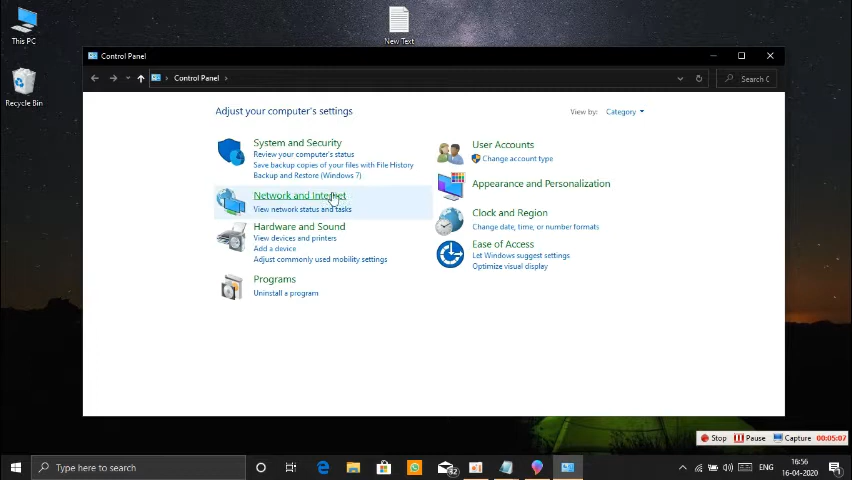 This PC
Recycle Bin
New Text
Control Panel
Control Panel
Search C
Adjust your computer's settings
View by: Category
System and Security
Review your computer's status
Save backup copies of your files with File History
Backup and Restore (Windows 7)
Network and Internet
View network status and tasks
Hardware and Sound
View devices and printers
Add a device
Adjust commonly used mobility settings
Programs
Uninstall a program
User Accounts
Change account type
Appearance and Personalization
Clock and Region
Change date, time, or number formats
Ease of Access
Let Windows suggest settings
Optimize visual display
Stop Pause Capture 00:05:07
Type here to search
ENG
16:56
16-04-2020